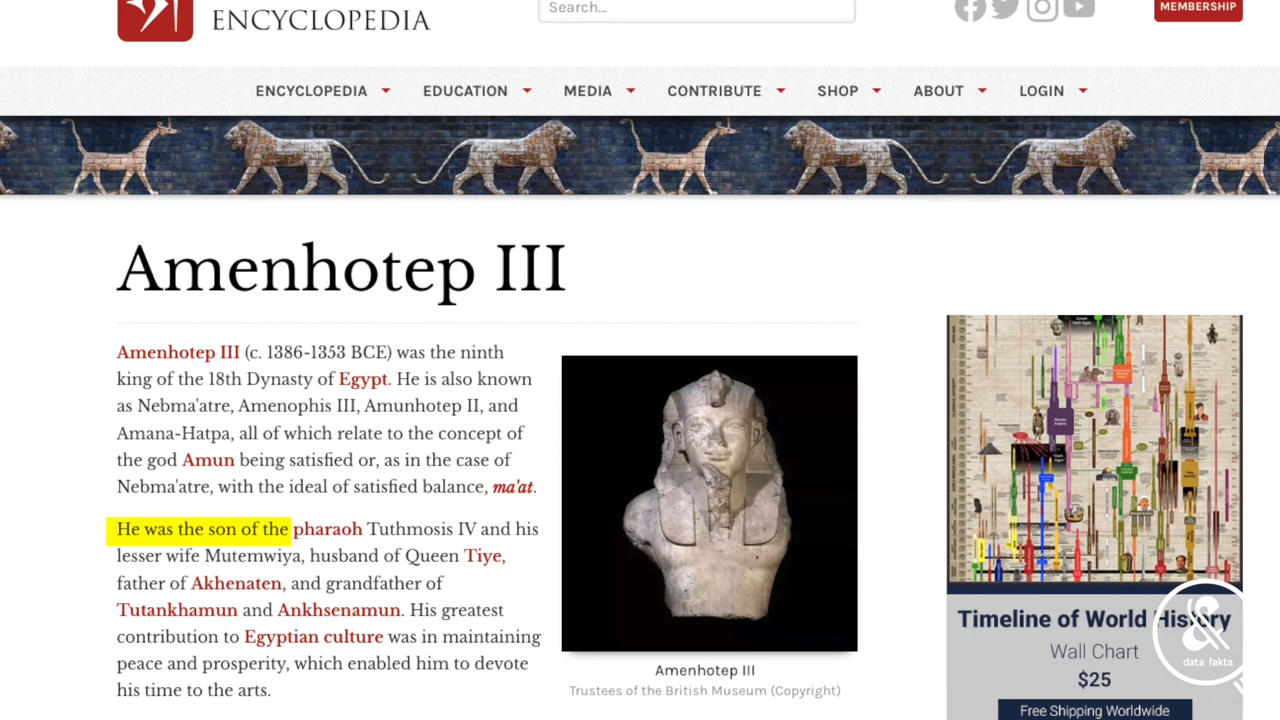 ENCYCLOPEDIA
Search...
MEMBERSHIP
ENCYCLOPEDIA EDUCATION MEDIA CONTRIBUTE SHOP ABOUT LOGIN
Amenhotep III
Amenhotep III (c. 1386-1353 BCE) was the ninth
king of the 18th Dynasty of Egypt. He is also known
as Nebma'atre, Amenophis III, Amunhotep II, and
Amana-Hatpa, all of which relate to the concept of
the god Amun being satisfied or, as in the case of
Nebma'atre, with the ideal of satisfied balance, ma'at.
He was the son of the pharaoh Tuthmosis IV and his
lesser wife Mutemwiya, husband of Queen Tiye,
father of Akhenaten, and grandfather of
Tutankhamun and Ankhsenamun. His greatest
contribution to Egyptian culture was in maintaining
peace and prosperity, which enabled him to devote
his time to the arts.
Amenhotep III
Trustees of the British Museum (Copyright)
Timeline of World History
Wall Chart
$25
Free Shipping Worldwide
data fakta